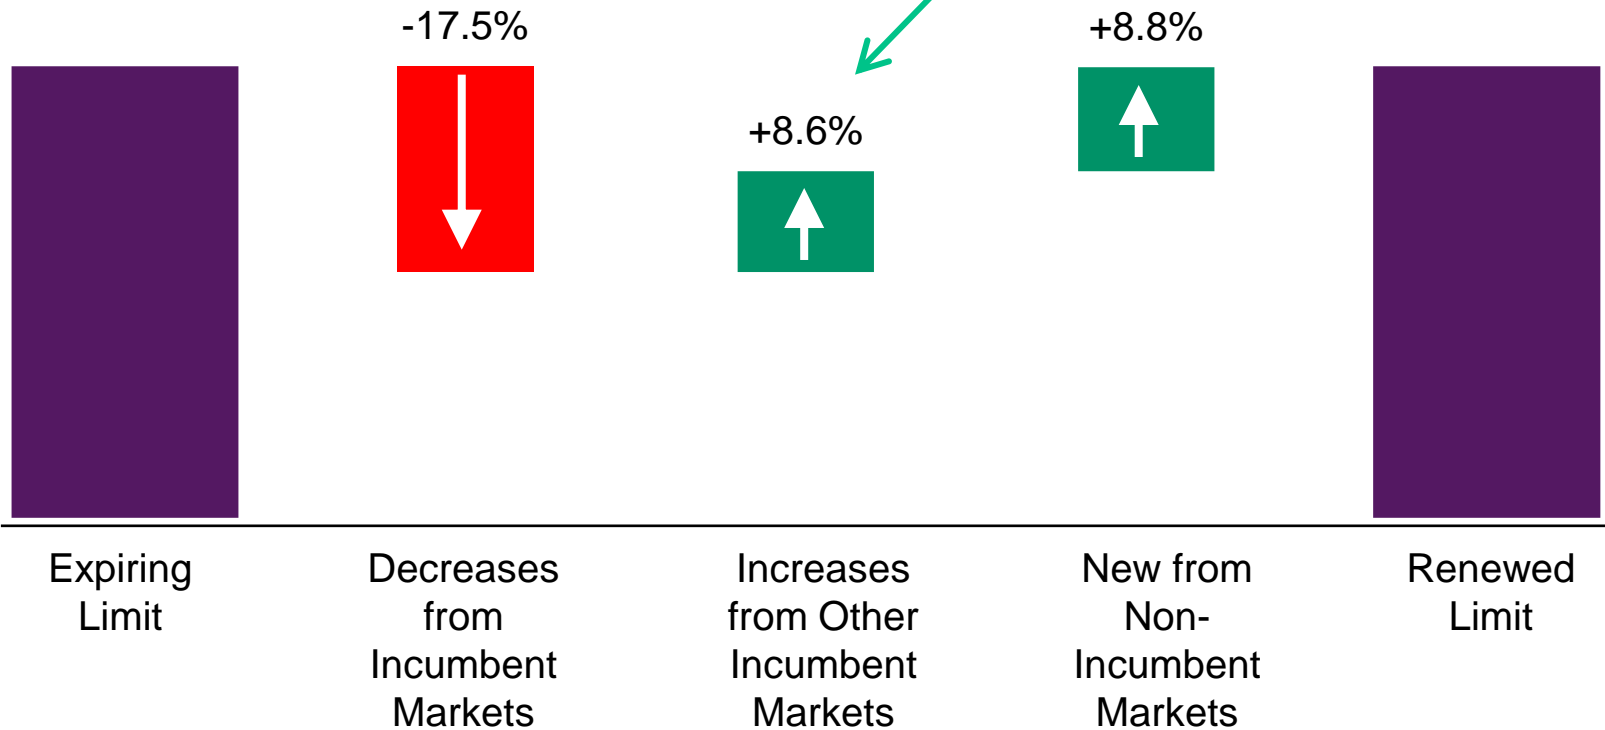 -17.5%
+8.8%
+8.6%
Expiring
Limit
Decreases
from
Incumbent
Markets
Increases
from Other
Incumbent
Markets
New from
Non-
Incumbent
Markets
Renewed
Limit